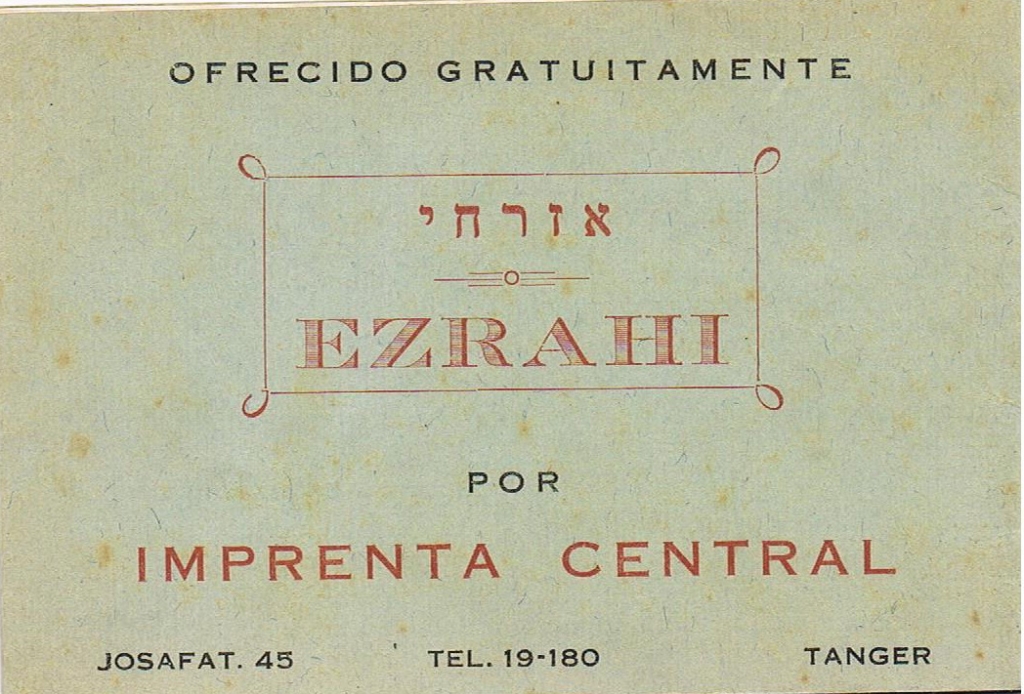 OFRECIDO GRATUITAMENTE
אזרחי
EZRAHI
POR
IMPRENTA CENTRAL
JOSAFAT. 45 TEL. 19-180 TANGER